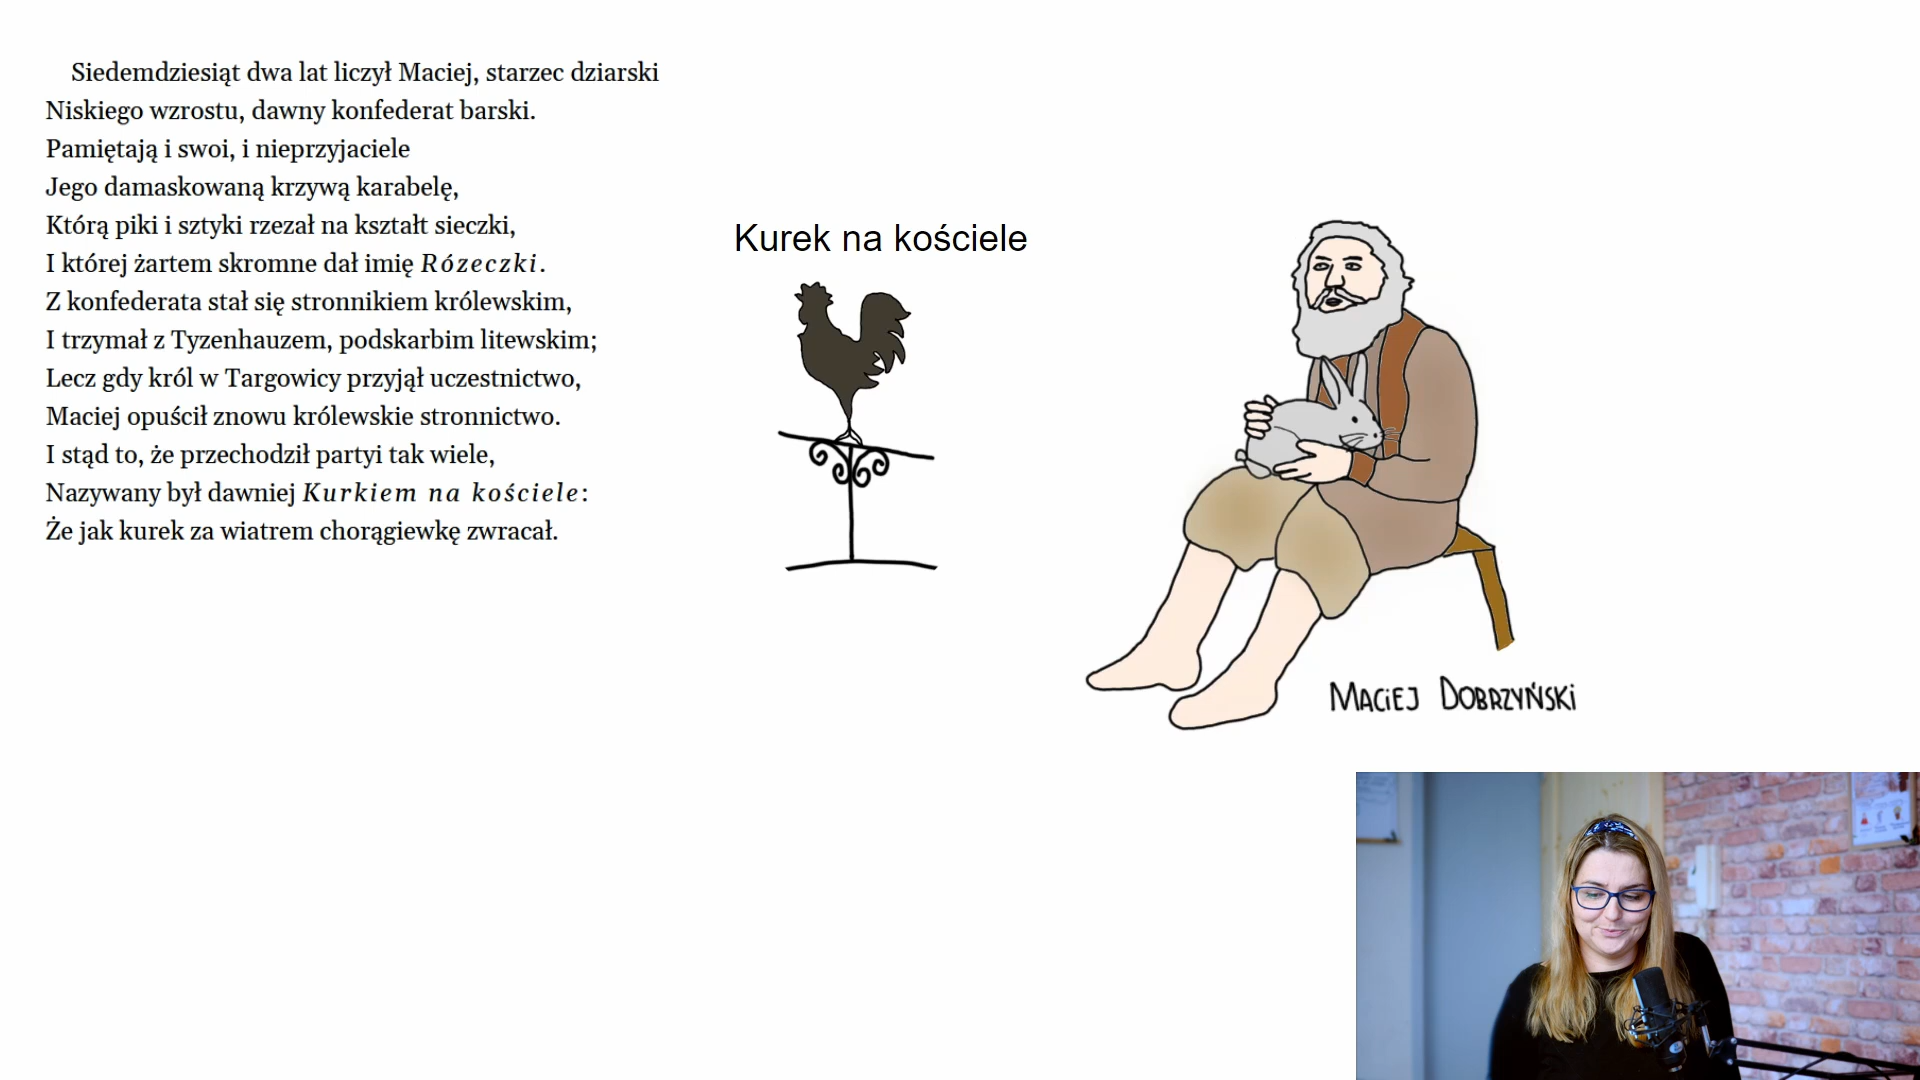 Siedemdziesiąt dwa lat liczył Maciej, starzec dziarski
Niskiego wzrostu, dawny konfederat barski.
Pamiętają i swoi, i nieprzyjaciele
Jego damaskowaną krzywą karabelę,
Którą piki i sztyki rzezał na kształt sieczki,
I której żartem skromne dał imię Rózeczki.
Z konfederata stał się stronnikiem królewskim,
I trzymał z Tyzenhauzem, podskarbim litewskim;
Lecz gdy król w Targowicy przyjął uczestnictwo,
Maciej opuścił znowu królewskie stronnictwo.
I stąd to, że przechodził partyi tak wiele,
Nazywany był dawniej Kurkiem na kościele:
Że jak kurek za wiatrem chorągiewkę zwracał.
Kurek na kościele
MACIEJ DOBRZYŃSKI